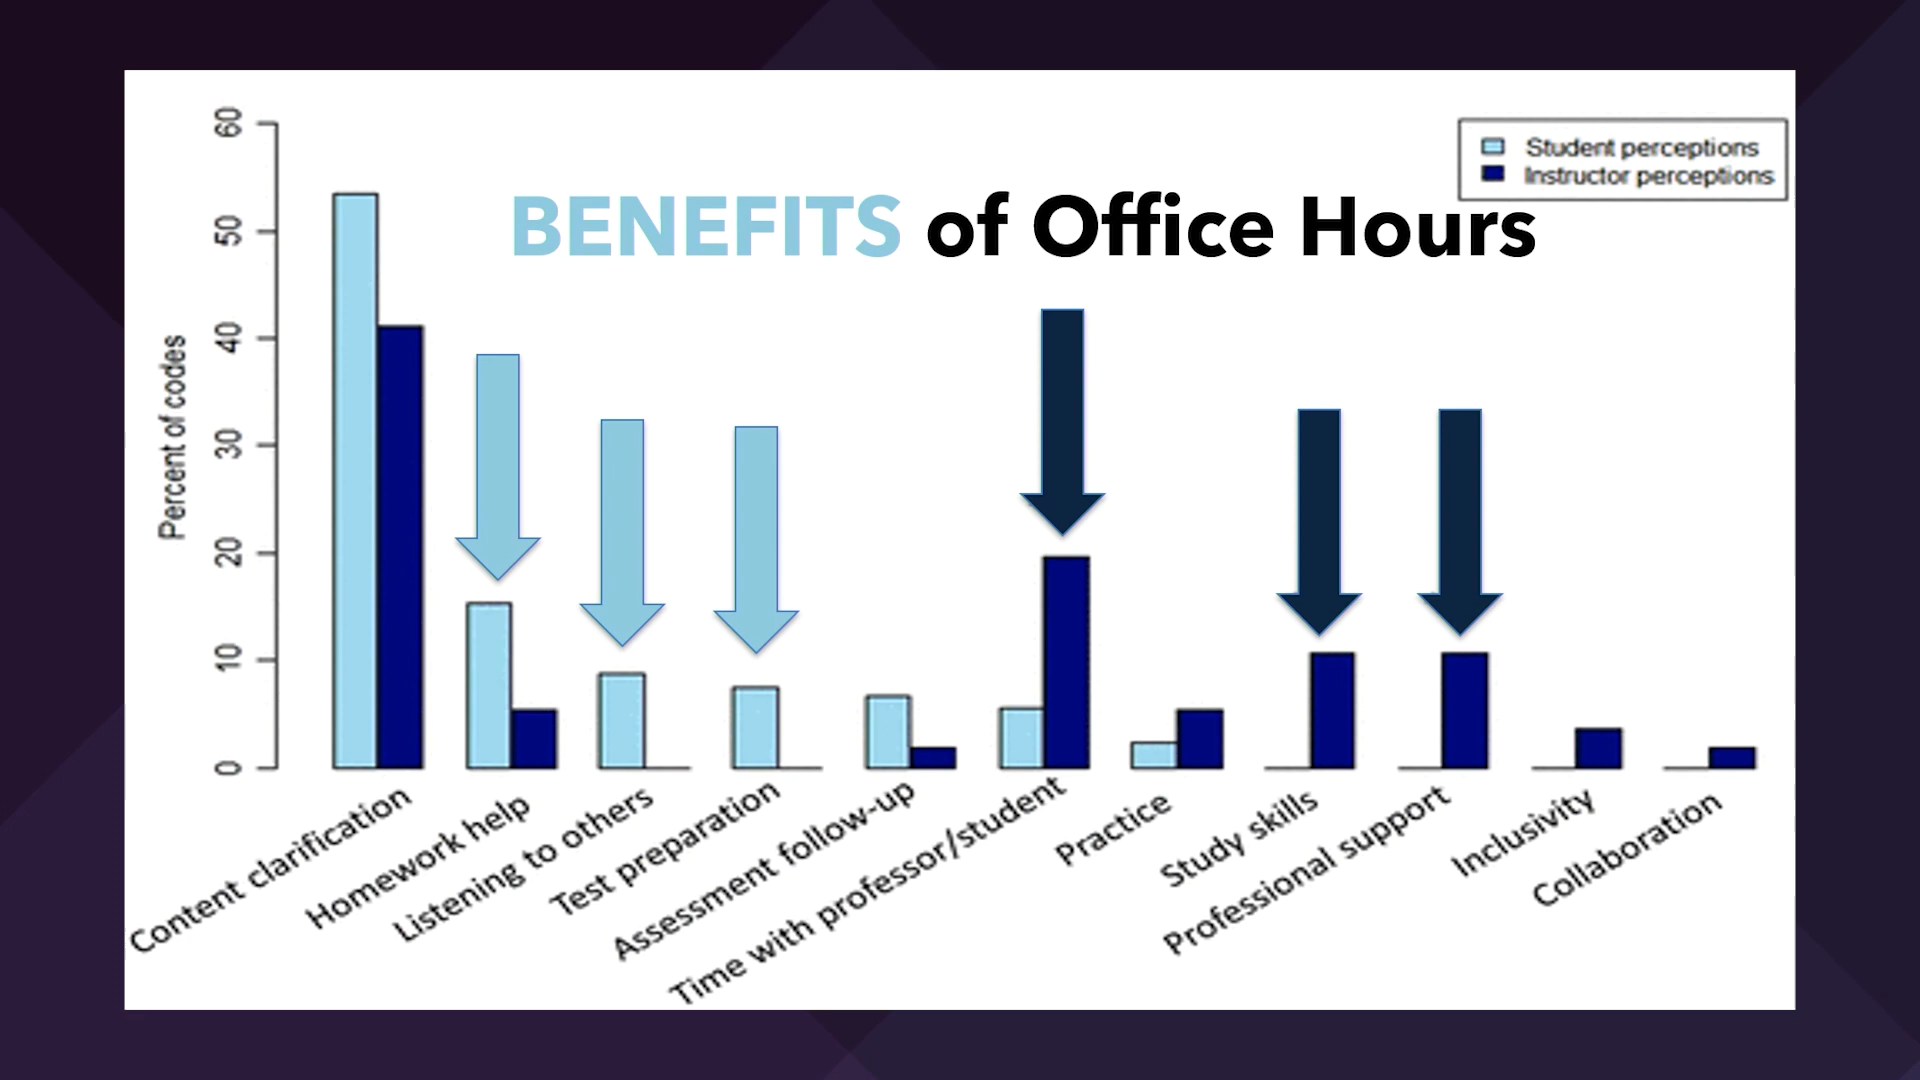 BENEFITS of Office Hours
Student perceptions
Instructor perceptions
Percent of codes
60
50
40
30
20
10
0
Content clarification
Homework help
Listening to others
Test preparation
Assessment follow-up
Time with professor/student
Practice
Study skills
Professional support
Inclusivity
Collaboration